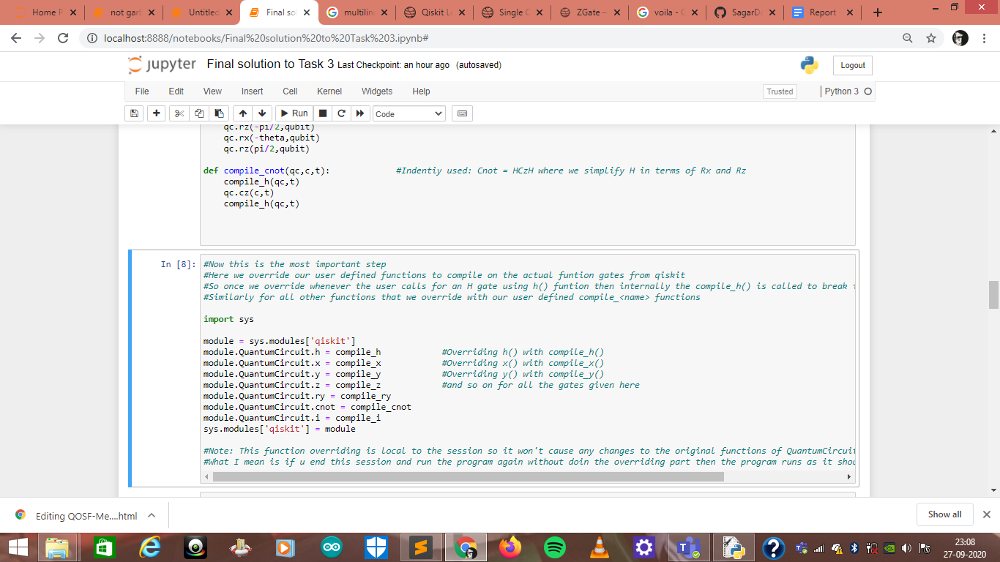 Home P
not garb
Untitled
Final so
multilin
Qiskit L
Single Q
ZGate –
voila - G
SagarDo
Report
localhost:8888/notebooks/Final%20solution%20to%20Task%203.ipynb#
jupyter Final solution to Task 3 Last Checkpoint: an hour ago (autosaved)
Logout
File Edit View Insert Cell Kernel Widgets Help
Trusted
Python 3
Run
Code
qc.rz(-pi/2,qubit)
qc.rx(-theta,qubit)
qc.rz(pi/2,qubit)
def compile_cnot(qc,c,t): #Indentiy used: Cnot = HCzH where we simplify H in terms of Rx and Rz
compile_h(qc,t)
qc.cz(c,t)
compile_h(qc,t)
In [8]:
#Now this is the most important step
#Here we override our user defined functions to compile on the actual funtion gates from qiskit
#So once we override whenever the user calls for an H gate using h() funtion then internally the compile_h() is called to break
#Similarly for all other functions that we override with our user defined compile_<name> functions
import sys
module = sys.modules['qiskit']
module.QuantumCircuit.h = compile_h #Overriding h() with compile_h()
module.QuantumCircuit.x = compile_x #Overriding x() with compile_x()
module.QuantumCircuit.y = compile_y #Overriding y() with compile_y()
module.QuantumCircuit.z = compile_z #and so on for all the gates given here
module.QuantumCircuit.ry = compile_ry
module.QuantumCircuit.cnot = compile_cnot
module.QuantumCircuit.i = compile_i
sys.modules['qiskit'] = module
#Note: This function overriding is local to the session so it won't cause any changes to the original functions of QuantumCircuit
#What I mean is if u end this session and run the program again without doin the overriding part then the program runs as it shou
Editing QOSF-Me....html
Show all
23:08
27-09-2020